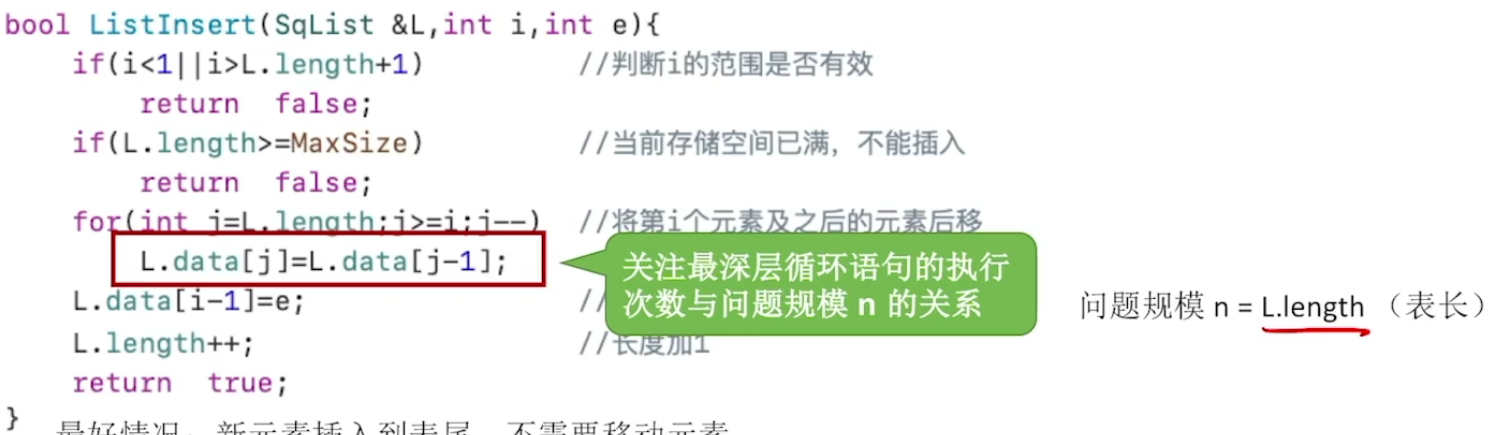 bool ListInsert(SqList &L,int i,int e){
if(i<1||i>L.length+1) //判断i的范围是否有效
return false;
if(L.length>=MaxSize) //当前存储空间已满，不能插入
return false;
for(int j=L.length;j>=i;j--) //将第i个元素及之后的元素后移
L.data[j]=L.data[j-1];
关注最深层循环语句的执行
次数与问题规模 n 的关系
L.data[i-1]=e; //
问题规模 n = L.length （表长）
L.length++; //长度加1
return true;
}
最好情况：新元素插入到表尾，不需要移动元素